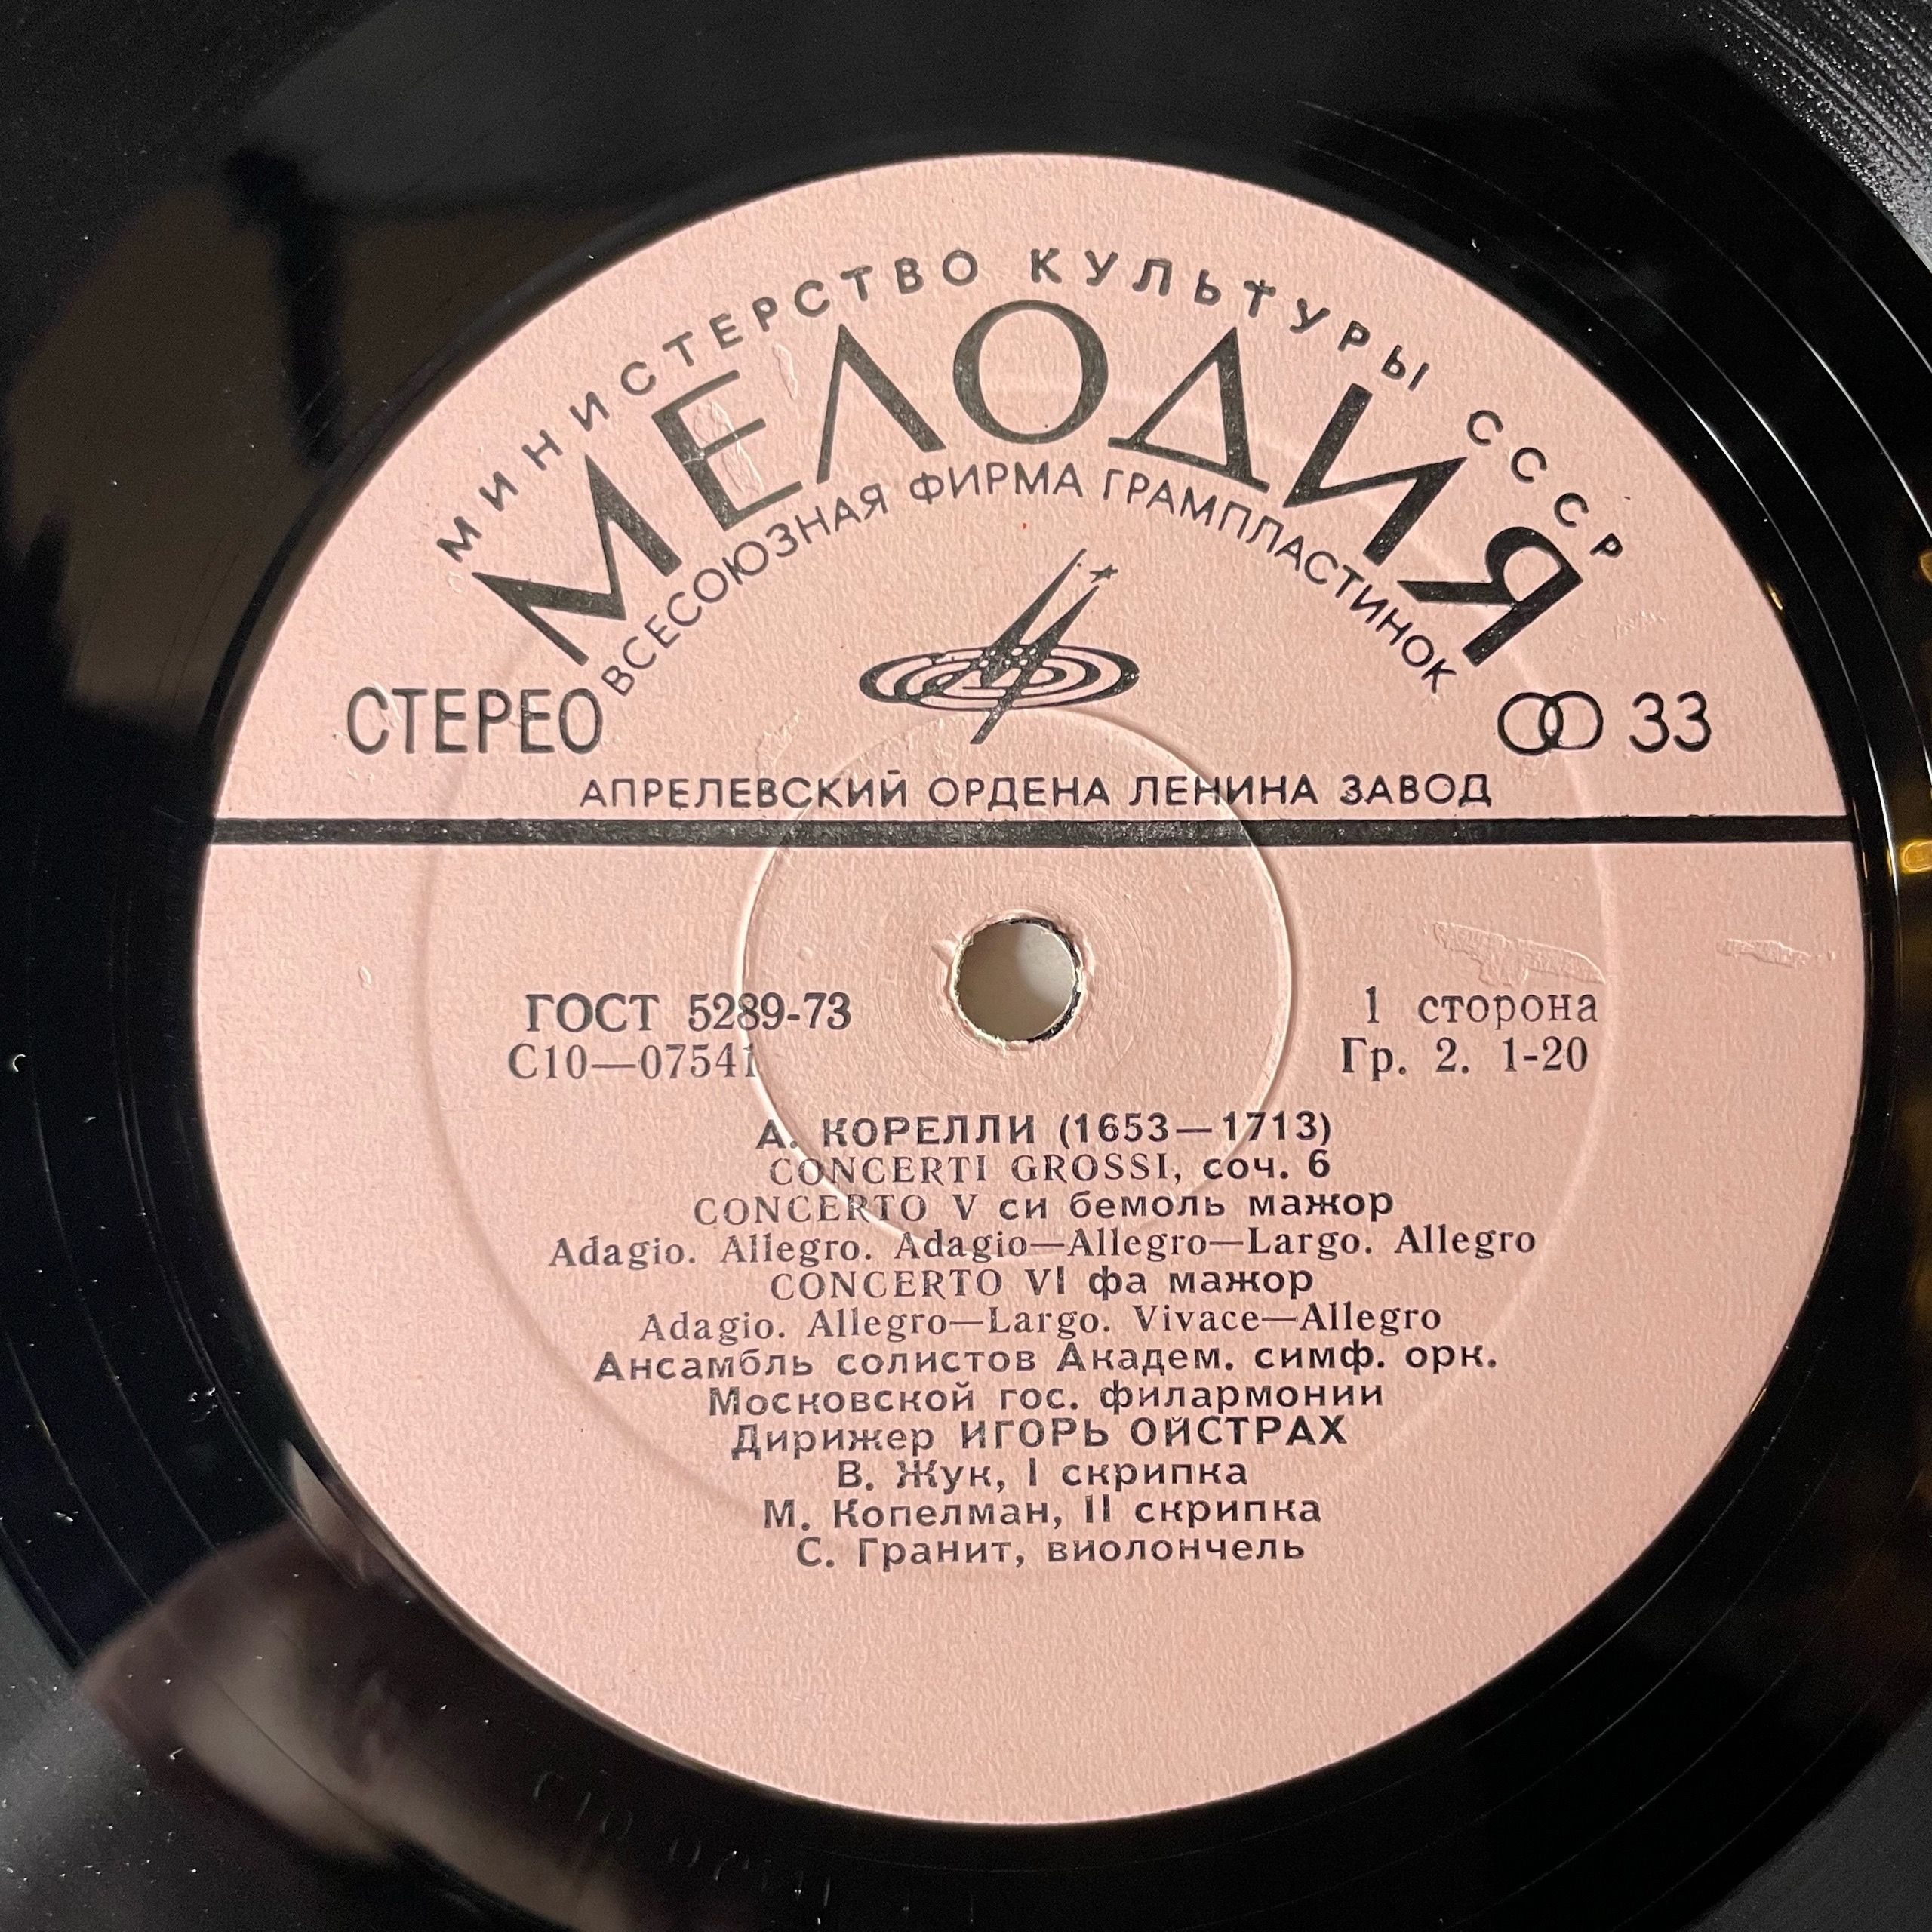 МИНИСТЕРСТВО КУЛЬТУРЫ СССР
МЕЛОДИЯ
ВСЕСОЮЗНАЯ ФИРМА ГРАМПЛАСТИНОК
СТЕРЕО
33
АПРЕЛЕВСКИЙ ОРДЕНА ЛЕНИНА ЗАВОД
ГОСТ 5289-73
С10—07541
1 сторона
Гр. 2. 1-20
А. КОРЕЛЛИ (1653—1713)
CONCERTI GROSSI, соч. 6
CONCERTO V си бемоль мажор
Adagio. Allegro. Adagio—Allegro—Largo. Allegro
CONCERTO VI фа мажор
Adagio. Allegro—Largo. Vivace—Allegro
Ансамбль солистов Академ. симф. орк.
Московской гос. филармонии
Дирижер ИГОРЬ ОЙСТРАХ
В. Жук, I скрипка
М. Копелман, II скрипка
С. Гранит, виолончель